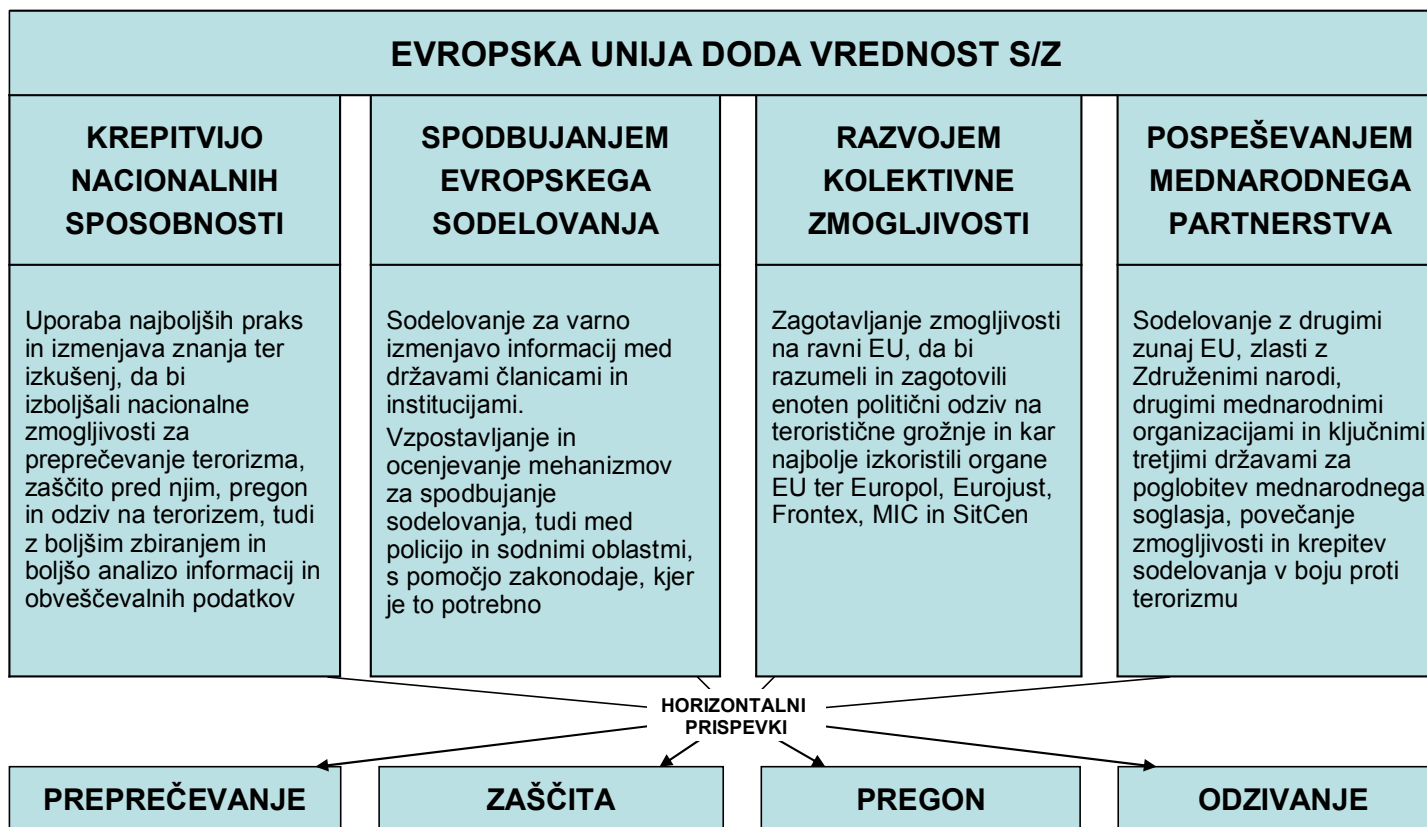 EVROPSKA UNIJA DODA VREDNOST S/Z
KREPITVIJO
NACIONALNIH
SPOSOBNOSTI
Uporaba najboljših praks
in izmenjava znanja ter
izkušenj, da bi
izboljšali nacionalne
zmogljivosti za
preprečevanje terorizma,
zaščito pred njim, pregon
in odziv na terorizem, tudi
z boljšim zbiranjem in
boljšo analizo informacij in
obveščevalnih podatkov
SPODBUJANJEM
EVROPSKEGA
SODELOVANJA
Sodelovanje za varno
izmenjavo informacij med
državami članicami in
institucijami.
Vzpostavljanje in
ocenjevanje mehanizmov
za spodbujanje
sodelovanja, tudi med
policijo in sodnimi oblastmi,
s pomočjo zakonodaje, kjer
je to potrebno
RAZVOJEM
KOLEKTIVNE
ZMOGLJIVOSTI
Zagotavljanje zmogljivosti
na ravni EU, da bi
razumeli in zagotovili
enoten politični odziv na
teroristične grožnje in kar
najbolje izkoristili organe
EU ter Europol, Eurojust,
Frontex, MIC in SitCen
POSPEŠEVANJEM
MEDNARODNEGA
PARTNERSTVA
Sodelovanje z drugimi
zunaj EU, zlasti z
Združenimi narodi,
drugimi mednarodnimi
organizacijami in ključnimi
tretjimi državami za
poglobitev mednarodnega
soglasja, povečanje
zmogljivosti in krepitev
sodelovanja v boju proti
terorizmu
HORIZONTALNI
PRISPEVKI
PREPREČEVANJE
ZAŠČITA
PREGON
ODZIVANJE